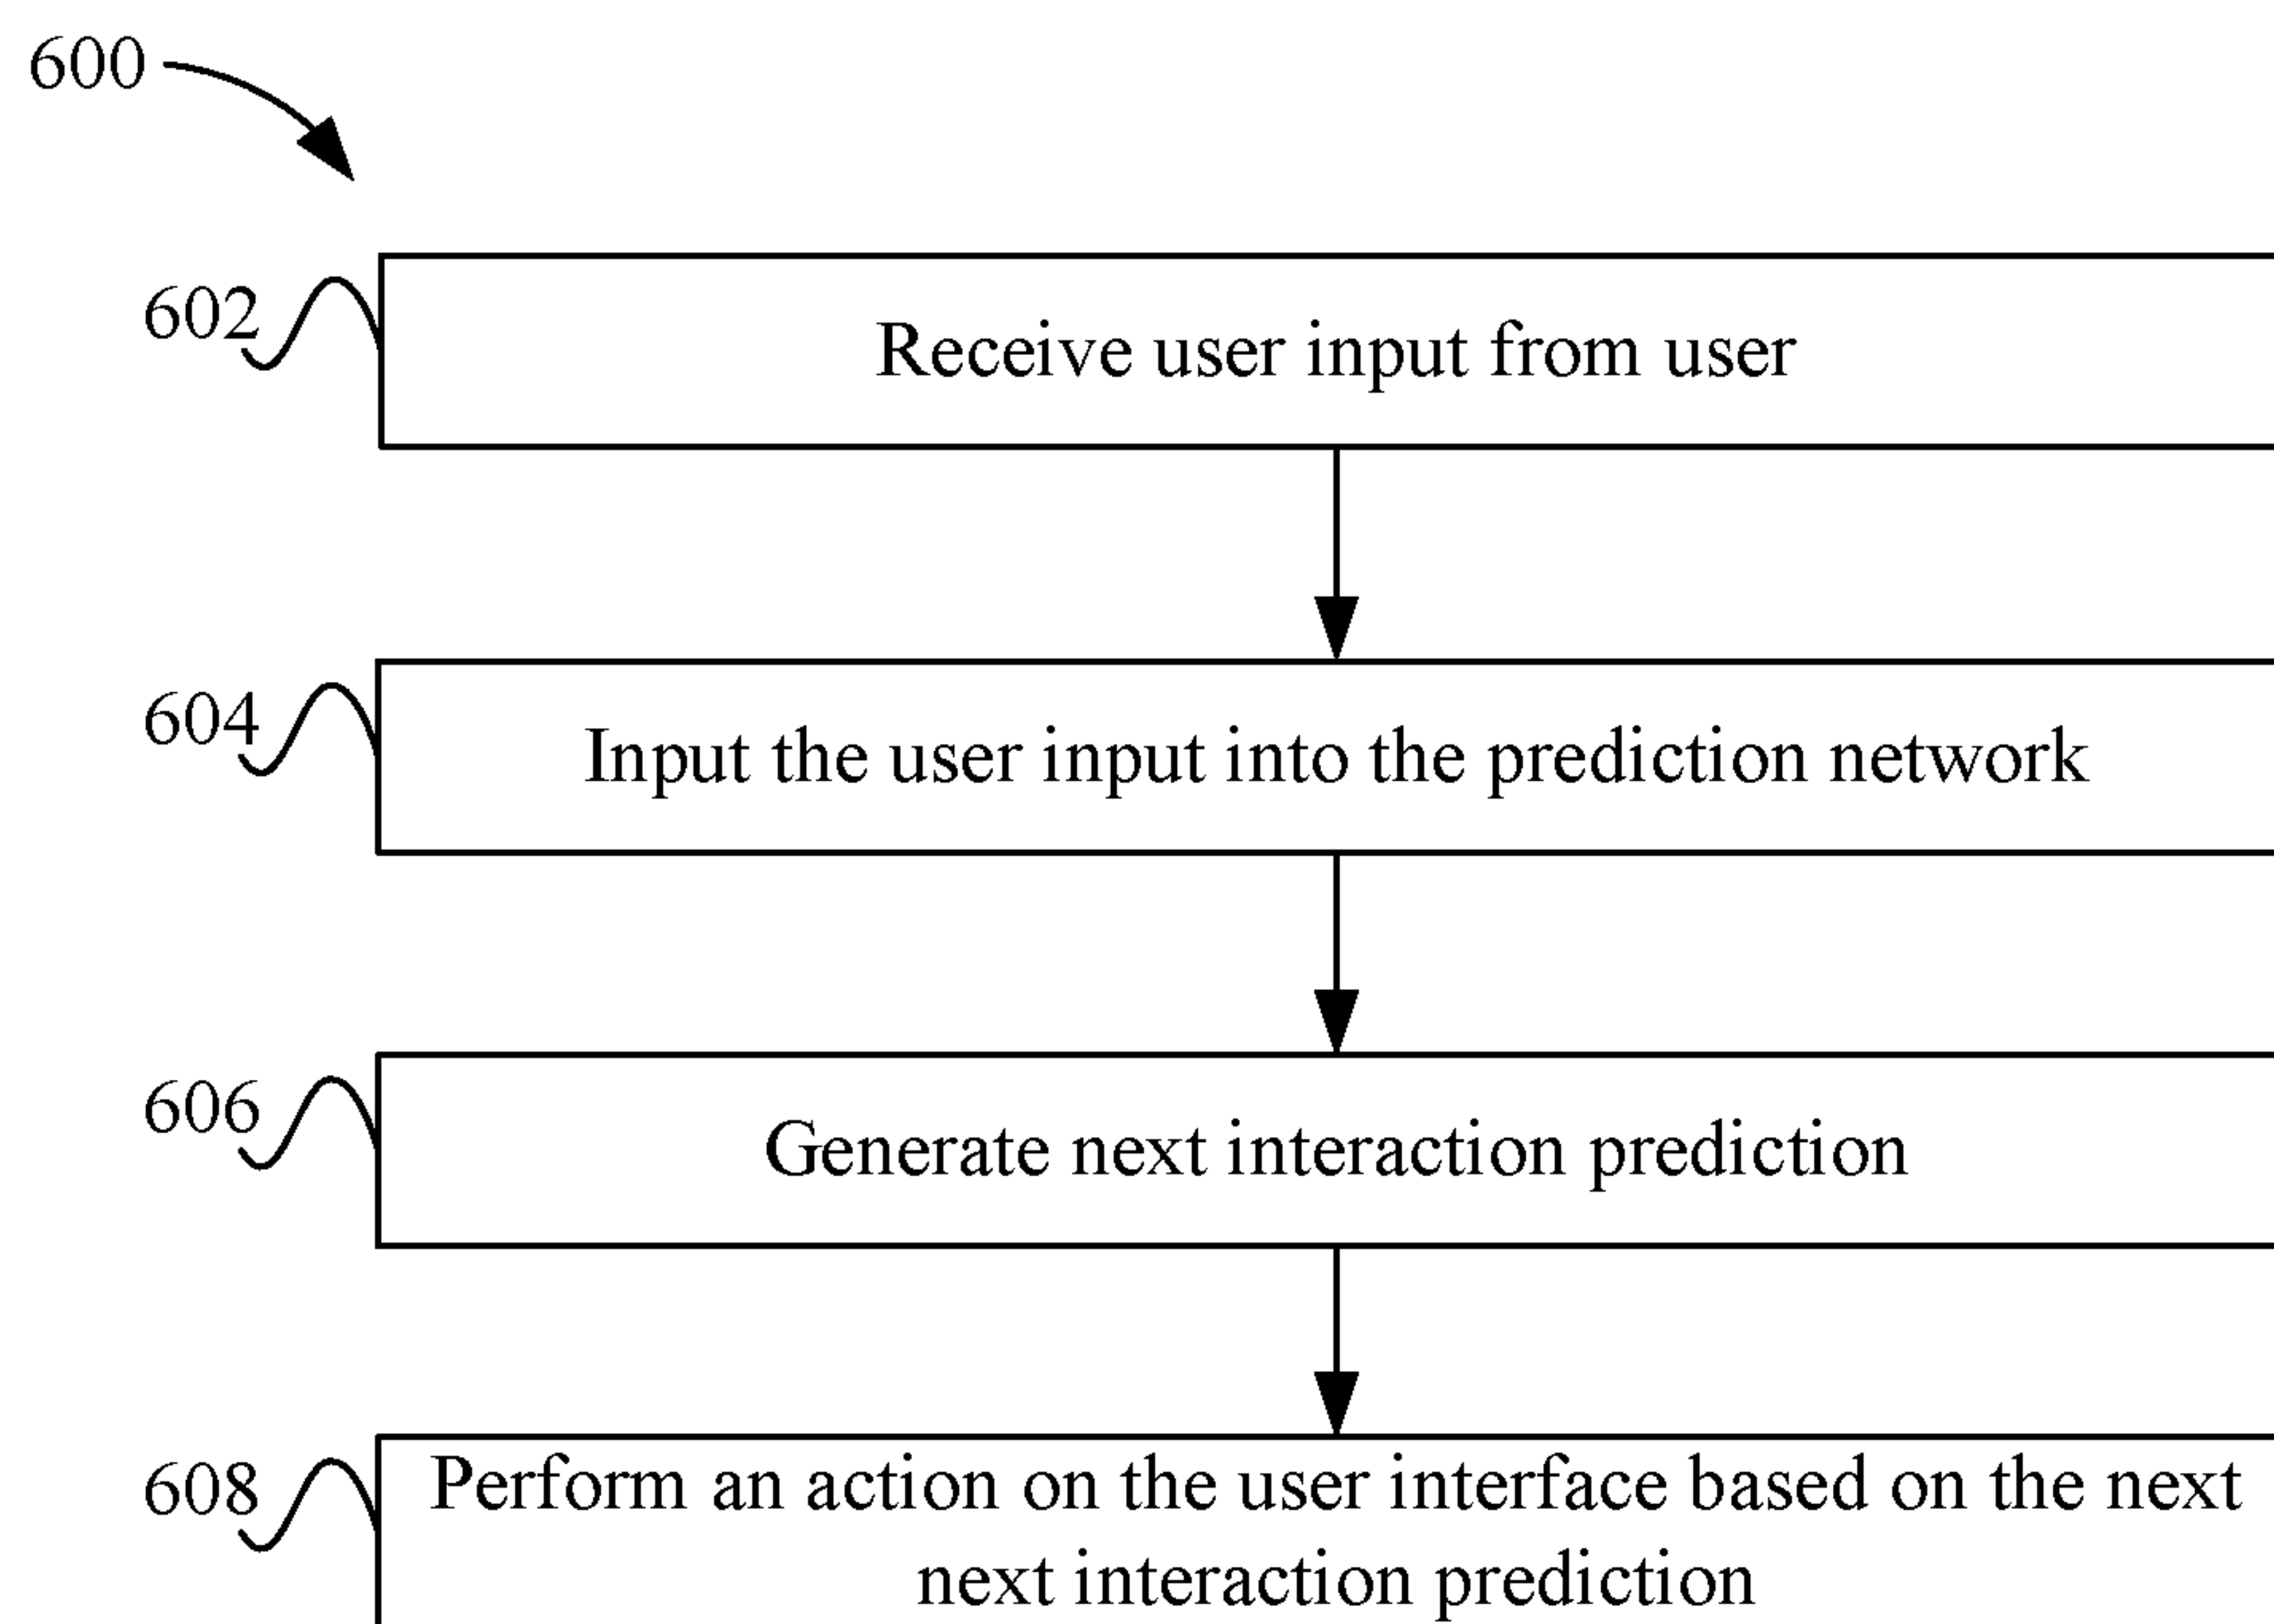 600
602
Receive user input from user
604
Input the user input into the prediction network
606
Generate next interaction prediction
608
Perform an action on the user interface based on the next
next interaction prediction